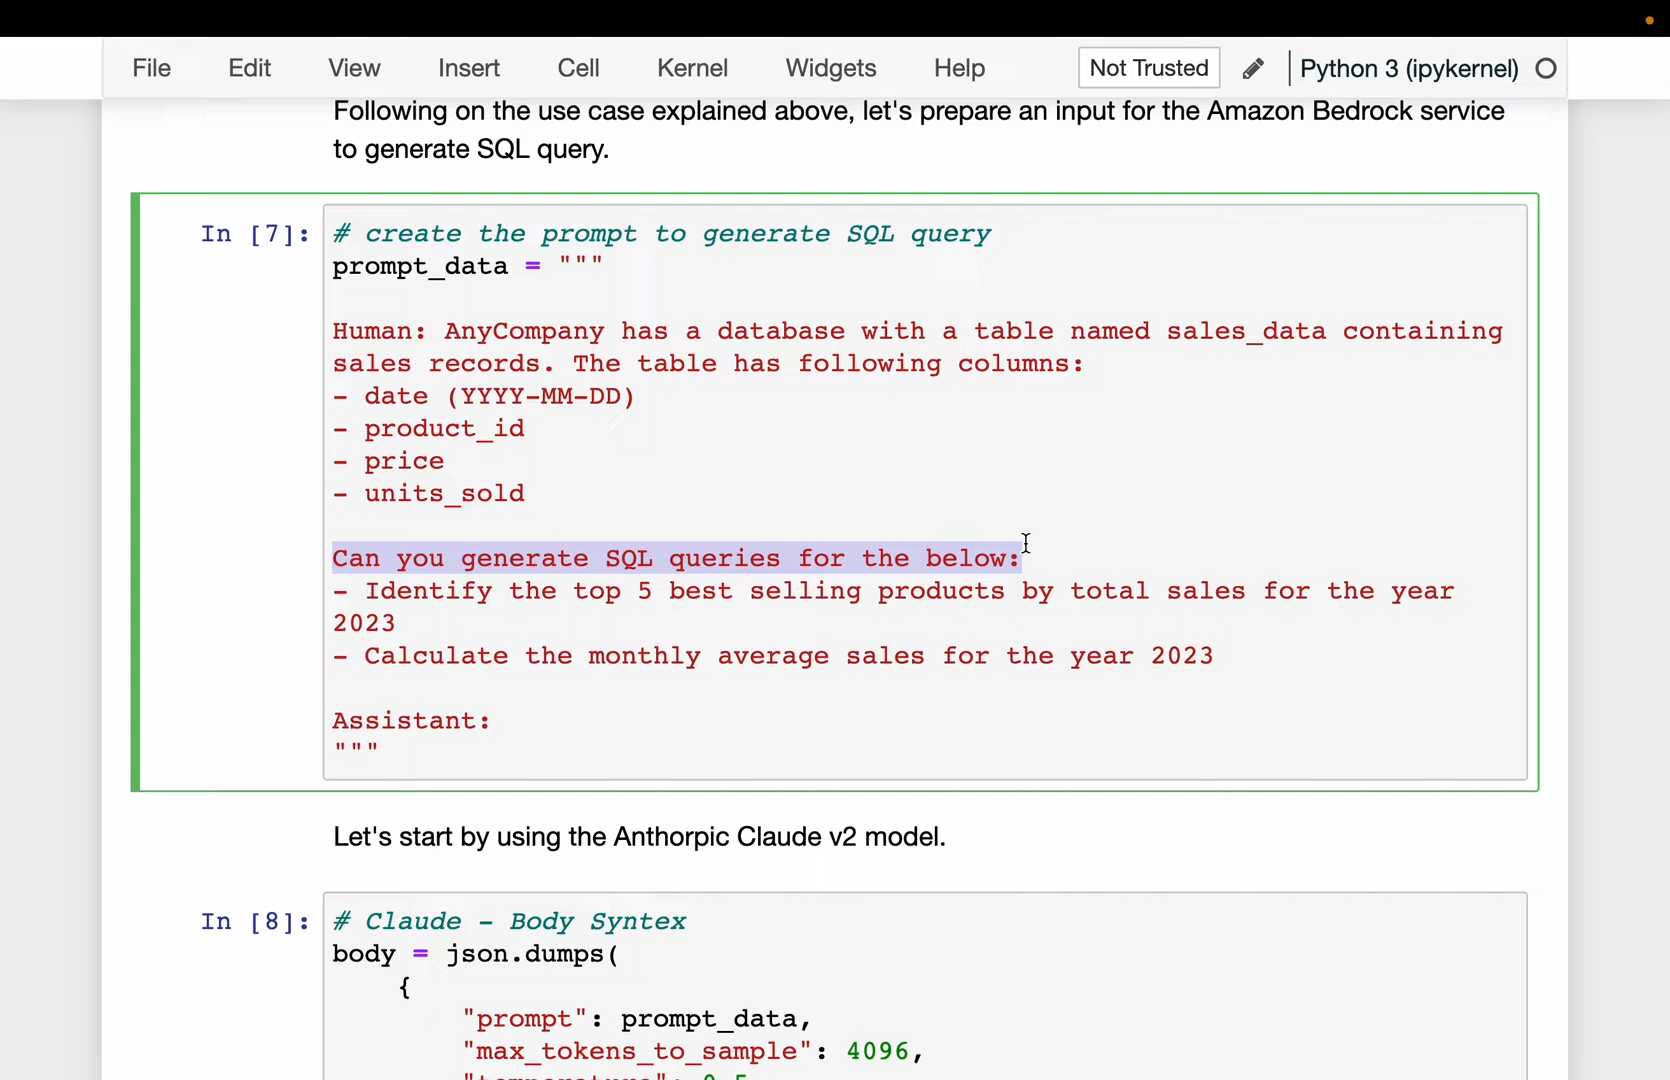 File Edit View Insert Cell Kernel Widgets Help Not Trusted Python 3 (ipykernel)
Following on the use case explained above, let's prepare an input for the Amazon Bedrock service
to generate SQL query.
In [7]: # create the prompt to generate SQL query
prompt_data = """
Human: AnyCompany has a database with a table named sales_data containing
sales records. The table has following columns:
- date (YYYY-MM-DD)
- product_id
- price
- units_sold
Can you generate SQL queries for the below:
- Identify the top 5 best selling products by total sales for the year
2023
- Calculate the monthly average sales for the year 2023
Assistant:
"""
Let's start by using the Anthorpic Claude v2 model.
In [8]: # Claude - Body Syntex
body = json.dumps(
{
"prompt": prompt_data,
"max_tokens_to_sample": 4096,